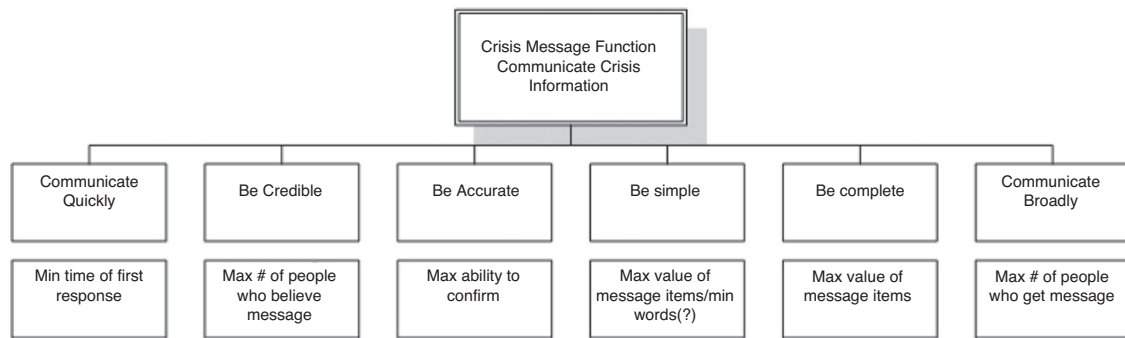 Crisis Message Function
Communicate Crisis
Information
Communicate
Quickly
Be Credible
Be Accurate
Be simple
Be complete
Communicate
Broadly
Min time of first
response
Max # of people
who believe
message
Max ability to
confirm
Max value of
message items/min
words(?)
Max value of
message items
Max # of people
who get message